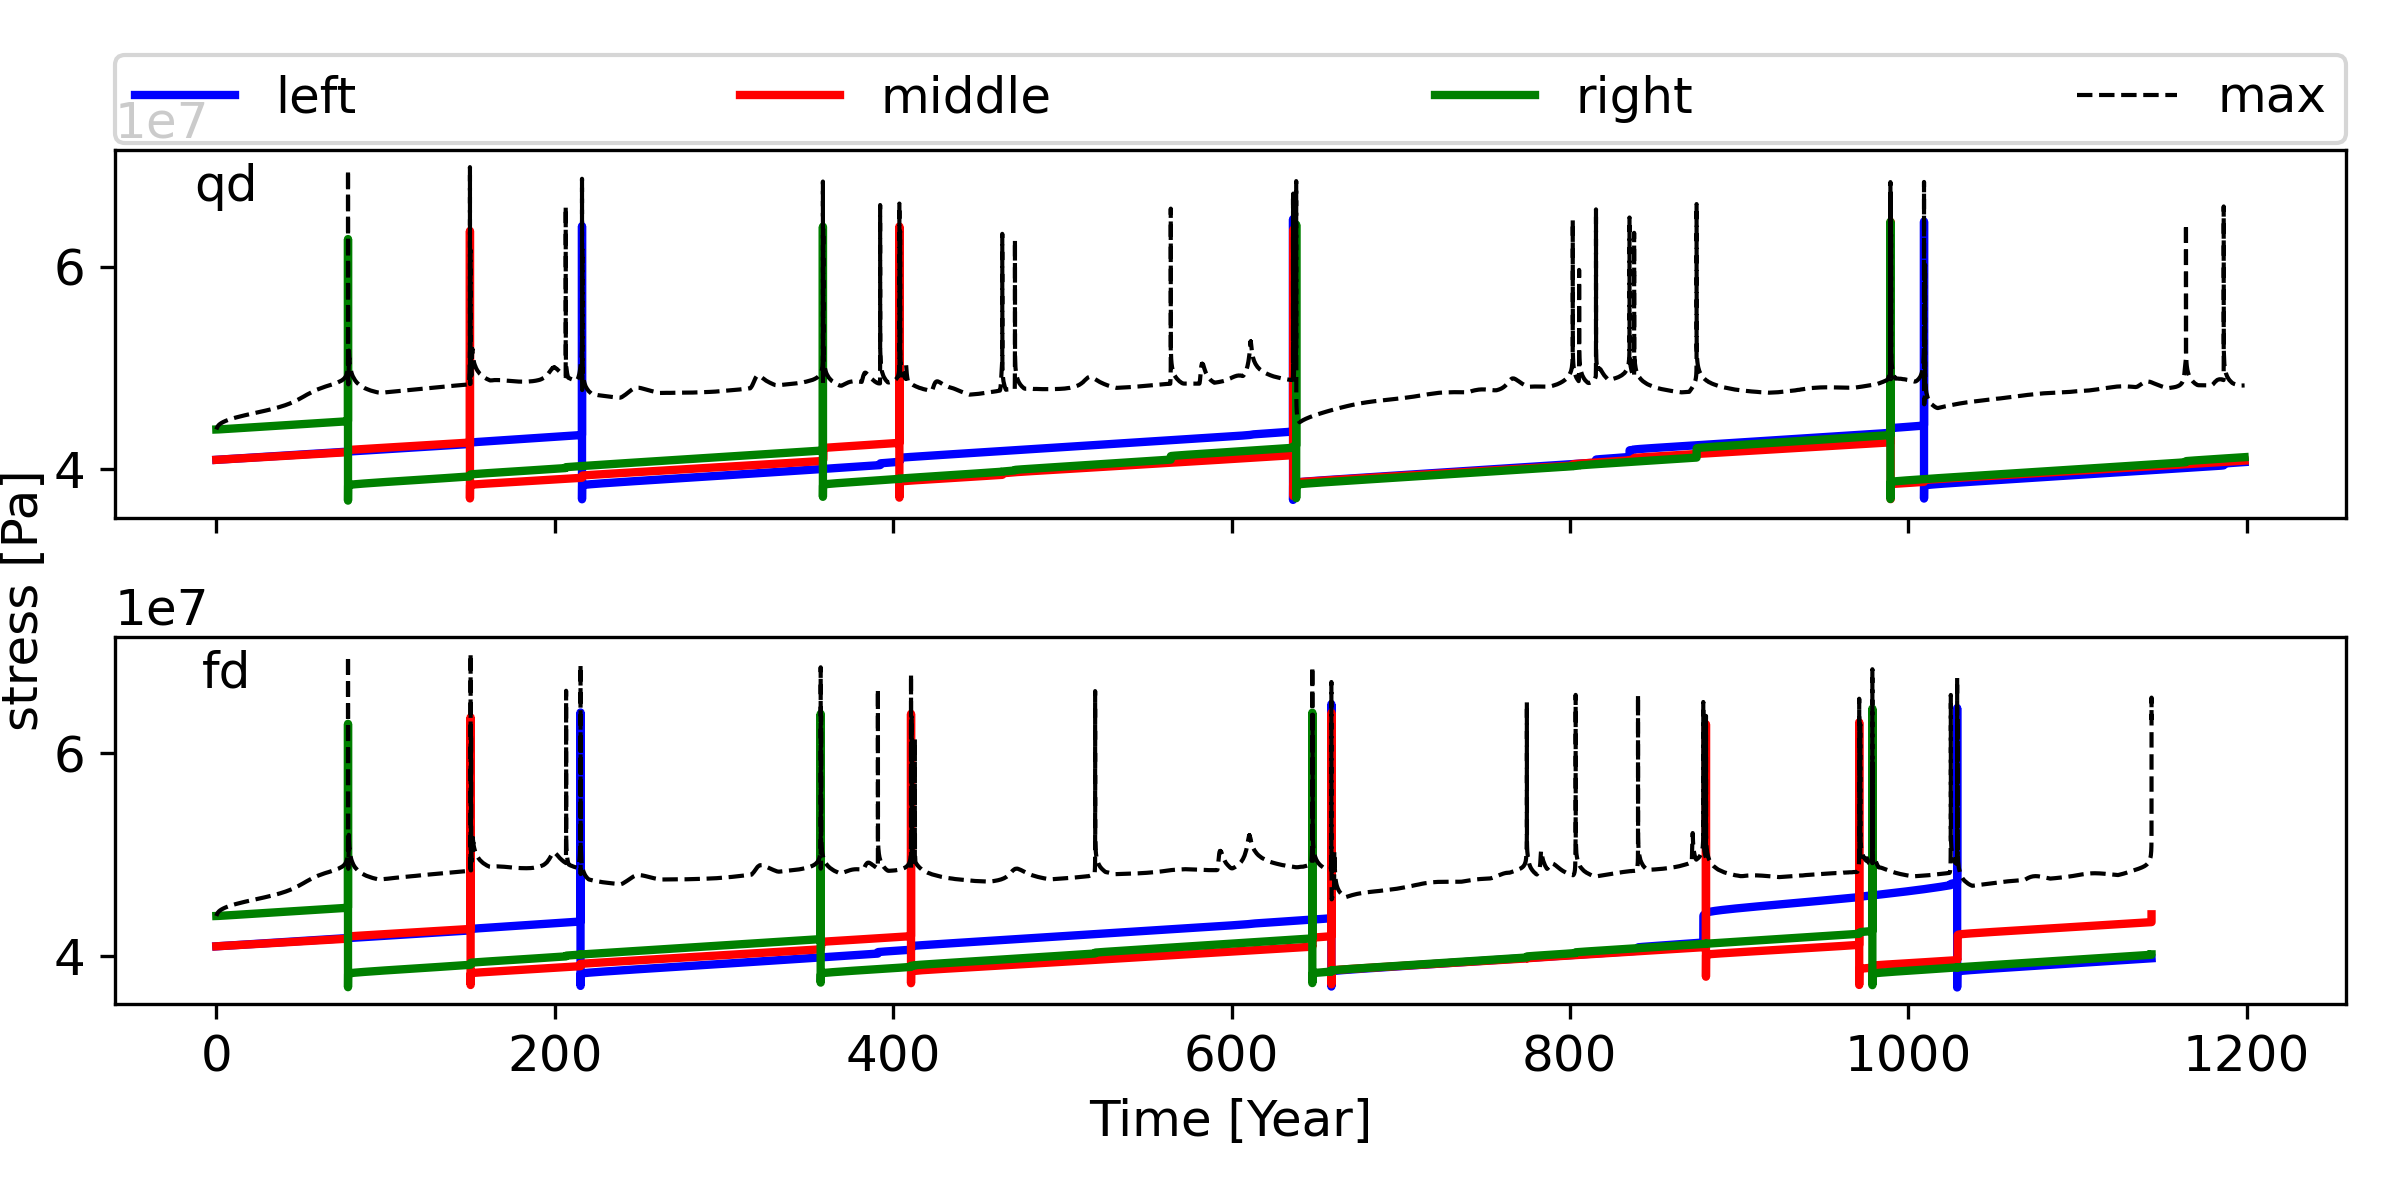 left middle right max
1e7
qd
6
4
stress [Pa]
1e7
fd
6
4
0 200 400 600 800 1000 1200
Time [Year]